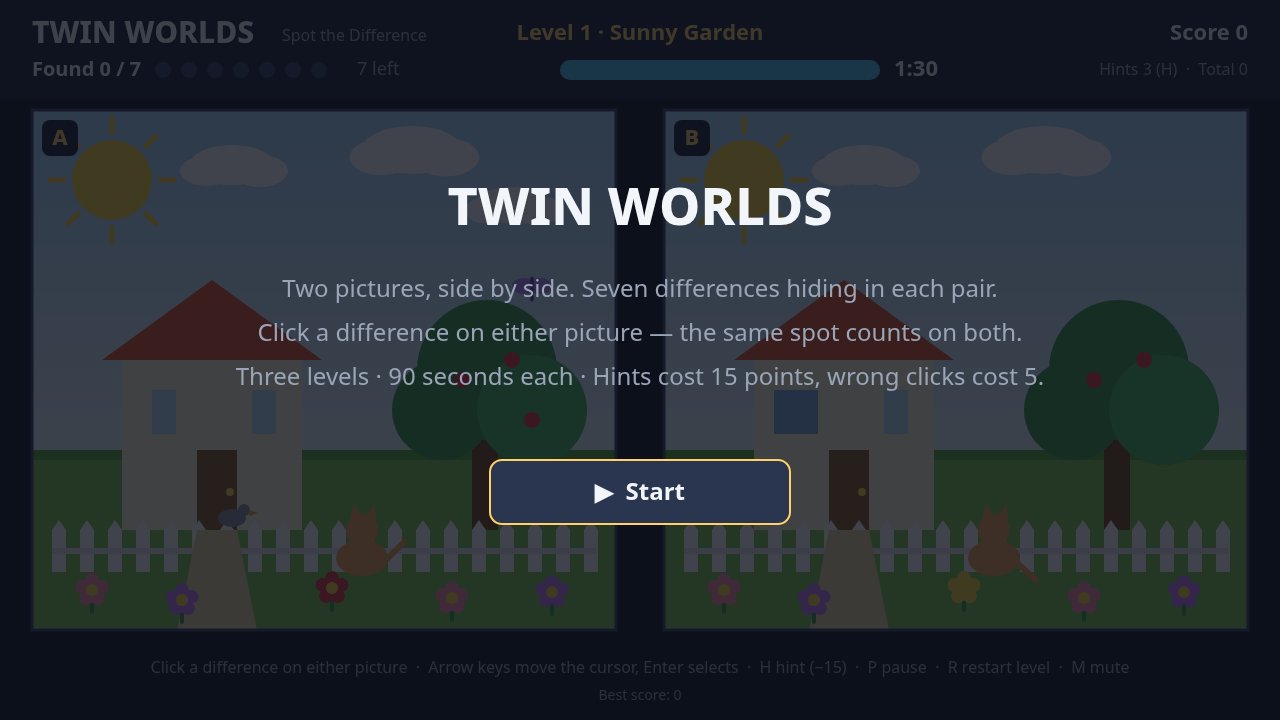 TWIN WORLDS Spot the Difference Level 1 · Sunny Garden Score 0
Found 0 / 7 7 left 1:30 Hints 3 (H) · Total 0
A B
TWIN WORLDS
Two pictures, side by side. Seven differences hiding in each pair.
Click a difference on either picture — the same spot counts on both.
Three levels · 90 seconds each · Hints cost 15 points, wrong clicks cost 5.
▶ Start
Click a difference on either picture · Arrow keys move the cursor, Enter selects · H hint (−15) · P pause · R restart level · M mute
Best score: 0